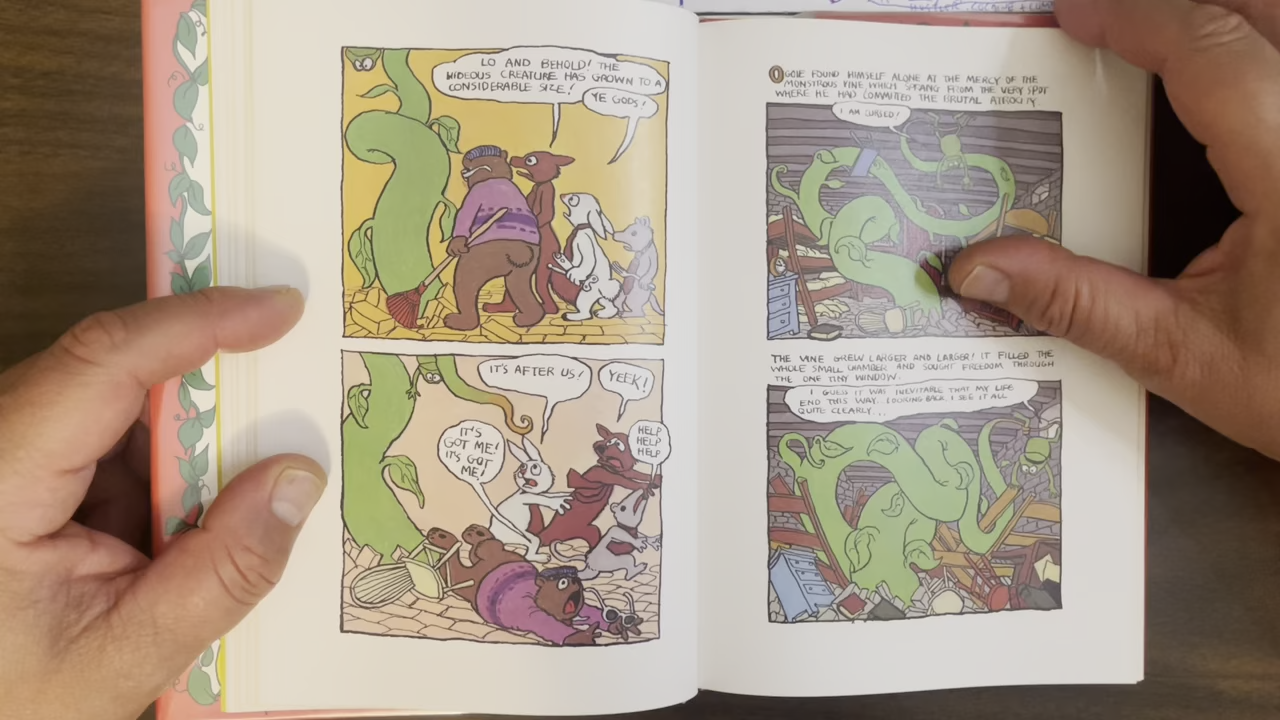 LO AND BEHOLD! THE
HIDEOUS CREATURE HAS GROWN TO A
CONSIDERABLE SIZE!
YE GODS!
IT'S AFTER US!
YEEK!
IT'S
GOT ME!
IT'S GOT
ME!
HELP
HELP
HELP
OGOIE FOUND HIMSELF ALONE AT THE MERCY OF THE
MONSTROUS VINE WHICH SPRANG FROM THE VERY SPOT
WHERE HE HAD COMMITTED THE BRUTAL ATROCITY.
I AM CURSED!
THE VINE GREW LARGER AND LARGER! IT FILLED THE
WHOLE SMALL CHAMBER AND SOUGHT FREEDOM THROUGH
THE ONE TINY WINDOW.
I GUESS IT WAS INEVITABLE THAT MY LIFE
END THIS WAY... LOOKING BACK, I SEE IT ALL
QUITE CLEARLY...